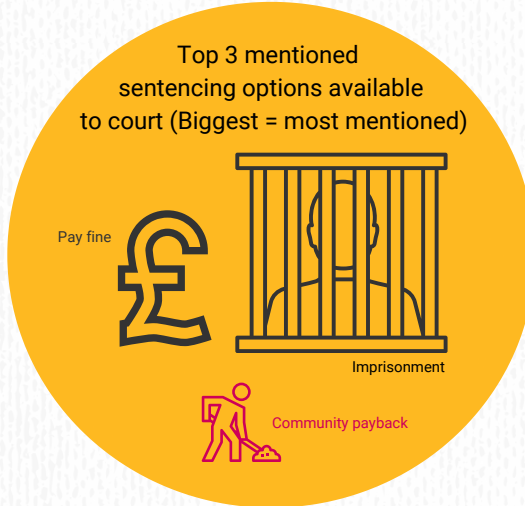 Top 3 mentioned
sentencing options available
to court (Biggest = most mentioned)
Pay fine
£
Imprisonment
Community payback